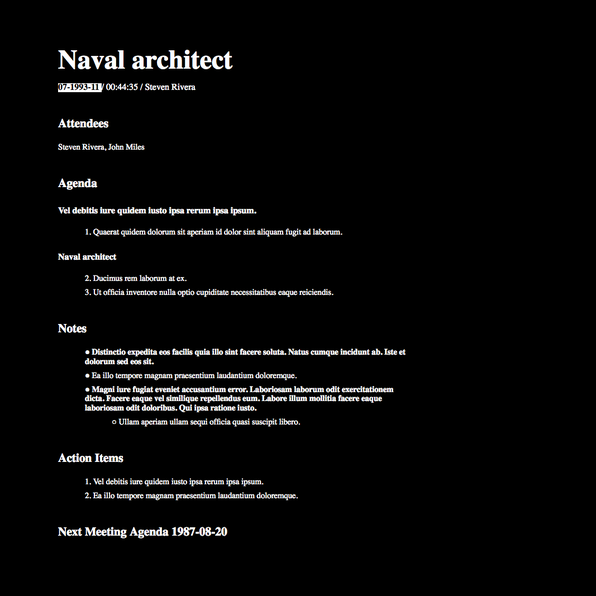 Naval architect
07-1993-11 / 00:44:35 / Steven Rivera
Attendees
Steven Rivera, John Miles
Agenda
Vel debitis iure quidem iusto ipsa rerum ipsa ipsum.
1. Quaerat quidem dolorum sit aperiam id dolor sint aliquam fugit ad laborum.
Naval architect
2. Ducimus rem laborum at ex.
3. Ut officia inventore nulla optio cupiditate necessitatibus eaque reiciendis.
Notes
● Distinctio expedita eos facilis quia illo sint facere soluta. Natus cumque incidunt ab. Iste et
dolorum sed eos sit.
● Ea illo tempore magnam praesentium laudantium doloremque.
● Magni iure fugiat eveniet accusantium error. Laboriosam laborum odit exercitationem
dicta. Facere eaque vel similique repellendus eum. Labore illum mollitia facere eaque
laboriosam odit doloribus. Qui ipsa ratione iusto.
○ Ullam aperiam ullam sequi officia quasi suscipit libero.
Action Items
1. Vel debitis iure quidem iusto ipsa rerum ipsa ipsum.
2. Ea illo tempore magnam praesentium laudantium doloremque.
Next Meeting Agenda 1987-08-20